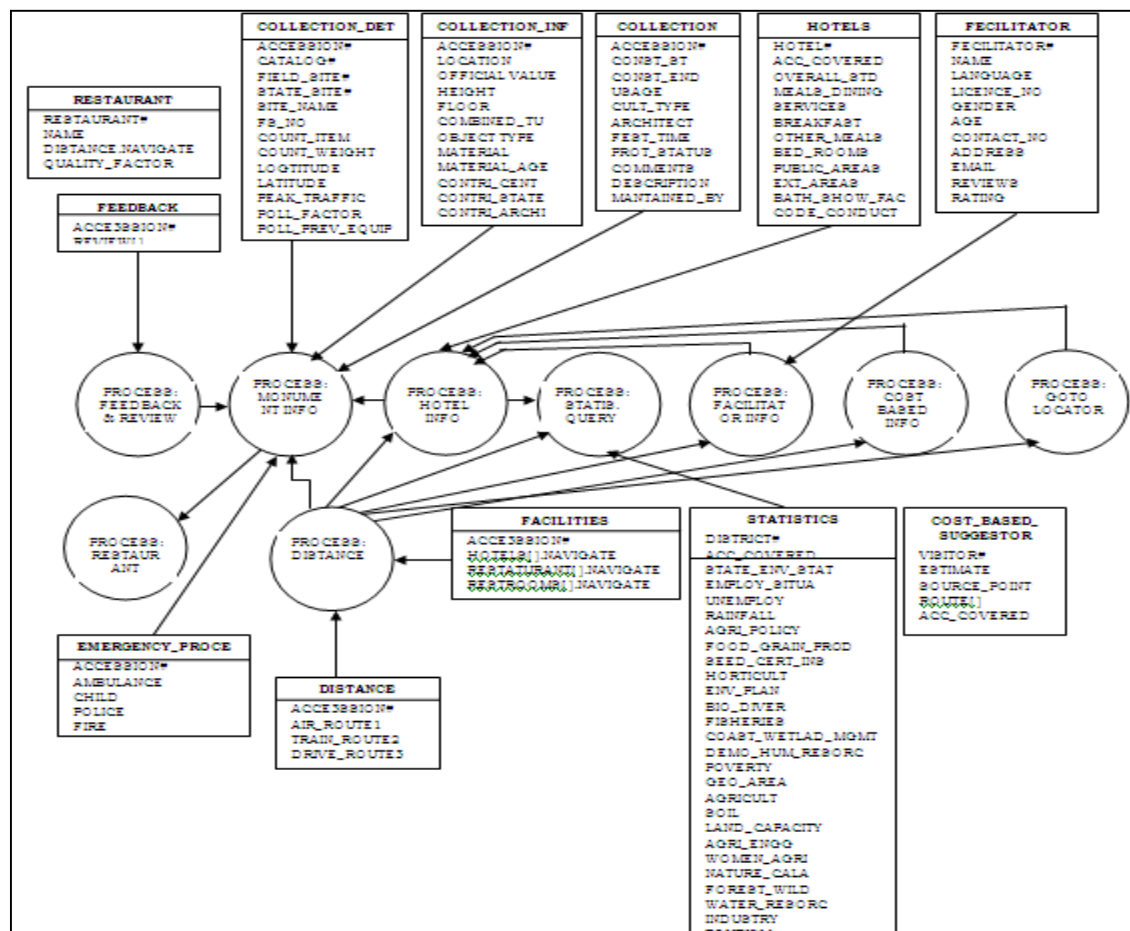 COLLECTION_DET
ACCESSION#
CATALOG#
FIELD_SITE#
STATE_SITE#
SITE_NAME
FS_NO
COUNT_ITEM
COUNT_WEIGHT
LOGTITUDE
LATITUDE
PEAK_TRAFFIC
POLL_FACTOR
POLL_PREV_EQUIP
COLLECTION_INF
ACCESSION#
LOCATION
OFFICIAL VALUE
HEIGHT
FLOOR
COMBINED_TU
OBJECT TYPE
MATERIAL
MATERIAL_AGE
CONTRI_CENT
CONTRI_STATE
CONTRI_ARCHI
COLLECTION
ACCESSION#
CONST_ST
CONST_END
USAGE
CULT_TYPE
ARCHITECT
FEST_TIME
PROT_STATUS
COMMENTS
DESCRIPTION
MANTAINED_BY
HOTELS
HOTEL#
ACC_COVERED
OVERALL_STD
MEALS_DINING
SERVICES
BREAKFAST
OTHER_MEALS
BED_ROOMS
PUBLIC_AREAS
EXT_AREAS
BATH_SHOW_FAC
CODE_CONDUCT
FECILITATOR
FECILITATOR#
NAME
LANGUAGE
LICENCE_NO
GENDER
AGE
CONTACT_NO
ADDRESS
EMAIL
REVIEWS
RATING
RESTAURANT
RESTAURANT#
NAME
DISTANCE.NAVIGATE
QUALITY_FACTOR
FEEDBACK
ACCESSION#
REVIEW[]
PROCESS:
FEEDBACK
& REVIEW
PROCESS:
MONUME
NT INFO
PROCESS:
HOTEL
INFO
PROCESS:
STATIS.
QUERY
PROCESS:
FACILITAT
OR INFO
PROCESS:
COST
BASED
INFO
PROCESS:
GOTO
LOCATOR
PROCESS:
RESTAUR
ANT
PROCESS:
DISTANCE
FACILITIES
ACCESSION#
HOTELS[].NAVIGATE
RESTATURANT[].NAVIGATE
RESTROOMS[].NAVIGATE
STATISTICS
DISTRICT#
ACC_COVERED
STATE_ENV_STAT
EMPLOY_SITUA
UNEMPLOY
RAINFALL
AGRI_POLICY
FOOD_GRAIN_PROD
SEED_CERT_INS
HORTICULT
ENV_PLAN
BIO_DIVER
FISHERIES
COAST_WETLAD_MGMT
DEMO_HUM_RESORC
POVERTY
GEO_AREA
AGRICULT
SOIL
LAND_CAPACITY
AGRI_ENGG
WOMEN_AGRI
NATURE_CALA
FOREST_WILD
WATER_RESORC
INDUSTRY
COST_BASED_
SUGGESTOR
VISITOR#
ESTIMATE
SOURCE_POINT
ROUTE[]
ACC_COVERED
EMERGENCY_PROCE
ACCESSION#
AMBULANCE
CHILD
POLICE
FIRE
DISTANCE
ACCESSION#
AIR_ROUTE1
TRAIN_ROUTE2
DRIVE_ROUTE3